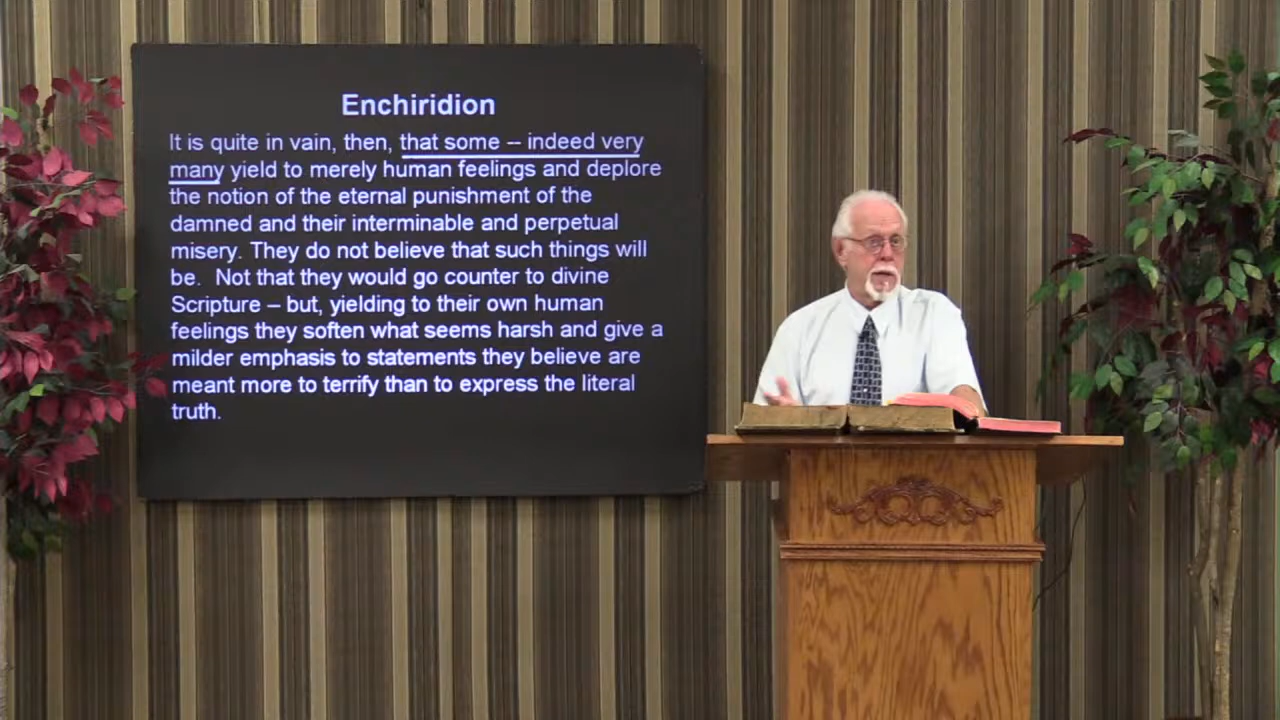 Enchiridion
It is quite in vain, then, that some -- indeed very
many yield to merely human feelings and deplore
the notion of the eternal punishment of the
damned and their interminable and perpetual
misery. They do not believe that such things will
be.  Not that they would go counter to divine
Scripture – but, yielding to their own human
feelings they soften what seems harsh and give a
milder emphasis to statements they believe are
meant more to terrify than to express the literal
truth.